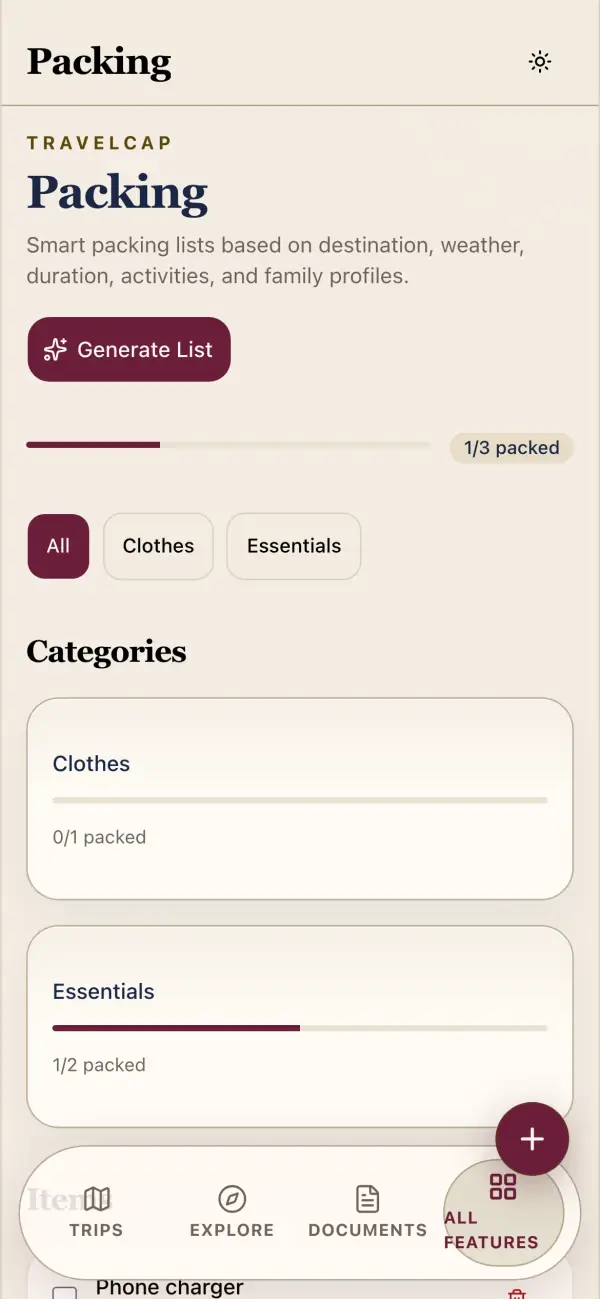 Packing
TRAVELCAP
Packing
Smart packing lists based on destination, weather,
duration, activities, and family profiles.
Generate List
1/3 packed
All
Clothes
Essentials
Categories
Clothes
0/1 packed
Essentials
1/2 packed
Items
TRIPS
EXPLORE
DOCUMENTS
ALL
FEATURES
Phone charger